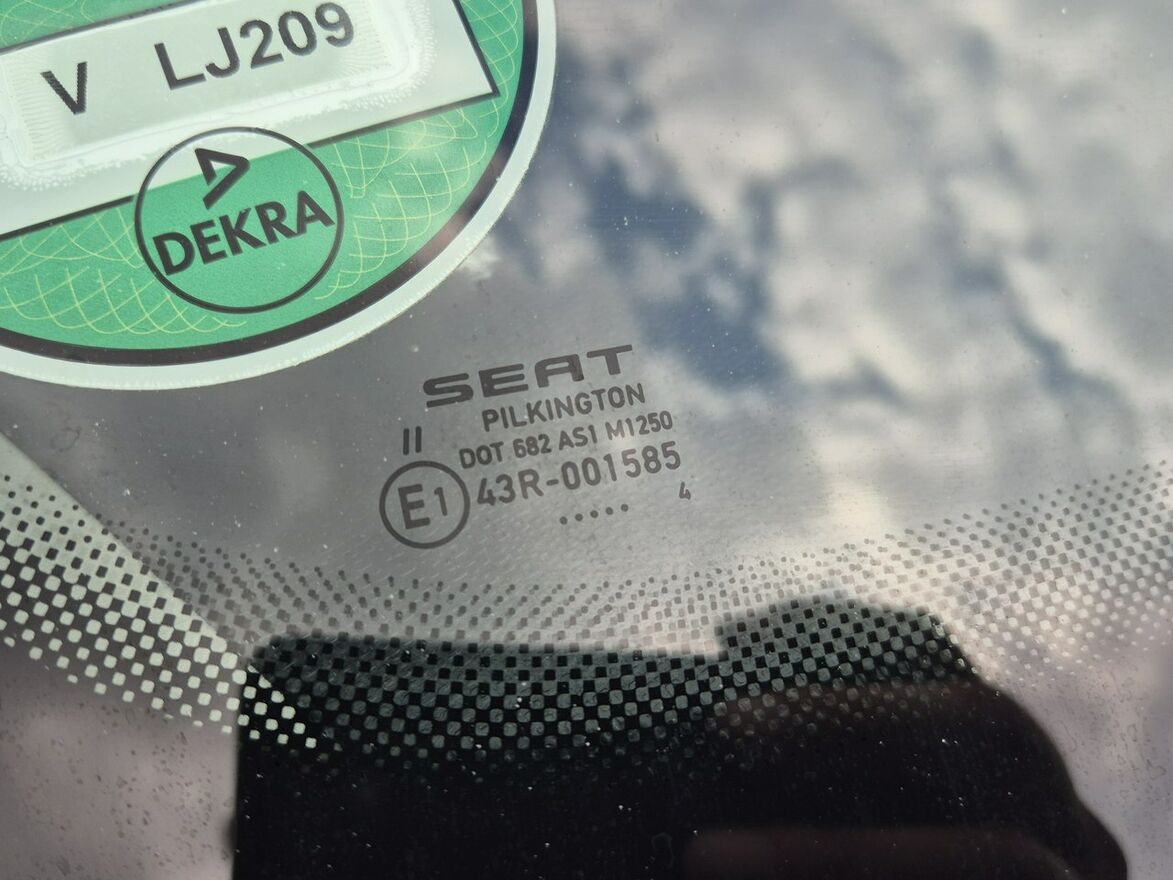 V LJ209
DEKRA
SEAT
PILKINGTON
II
DOT 682 AS1 M1250
E1 43R-001585
..... 4